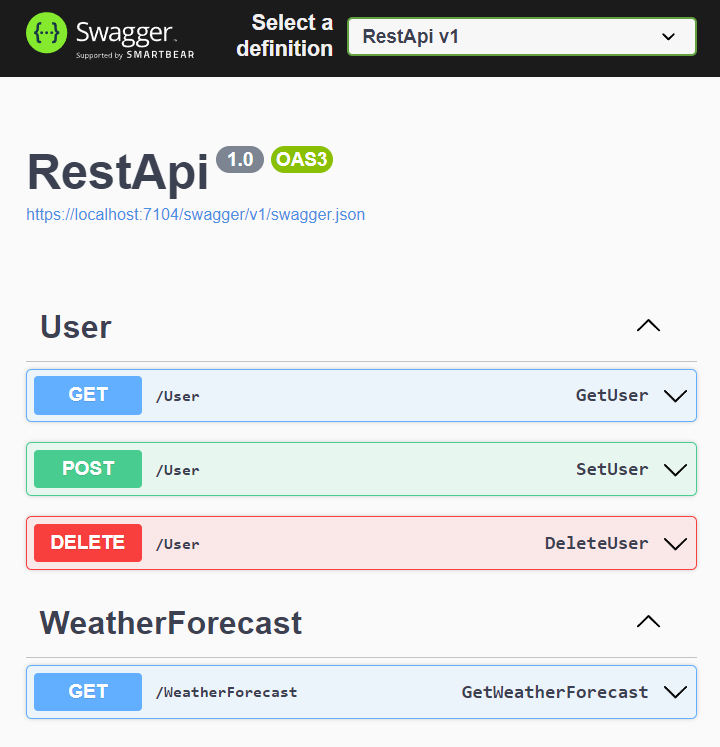 {···} Swagger™
Supported by SMARTBEAR
Select a
definition
RestApi v1
RestApi 1.0 OAS3
https://localhost:7104/swagger/v1/swagger.json
User
GET /User GetUser
POST /User SetUser
DELETE /User DeleteUser
WeatherForecast
GET /WeatherForecast GetWeatherForecast